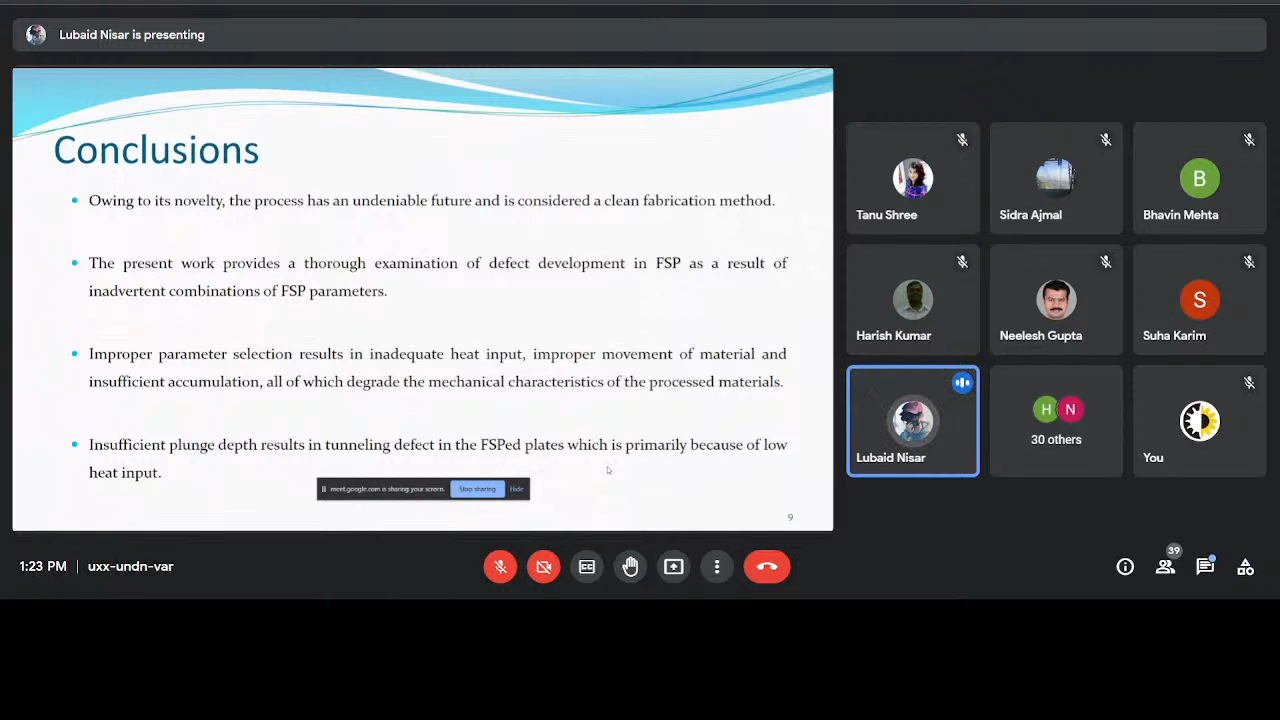 Lubaid Nisar is presenting
Conclusions
Owing to its novelty, the process has an undeniable future and is considered a clean fabrication method.
The present work provides a thorough examination of defect development in FSP as a result of
inadvertent combinations of FSP parameters.
Improper parameter selection results in inadequate heat input, improper movement of material and
insufficient accumulation, all of which degrade the mechanical characteristics of the processed materials.
Insufficient plunge depth results in tunneling defect in the FSPed plates which is primarily because of low
heat input.
meet.google.com is sharing your screen.
Stop sharing
Hide
9
Tanu Shree
Sidra Ajmal
B
Bhavin Mehta
Harish Kumar
Neelesh Gupta
S
Suha Karim
Lubaid Nisar
H N
30 others
You
1:23 PM | uxx-undn-var
CC
39